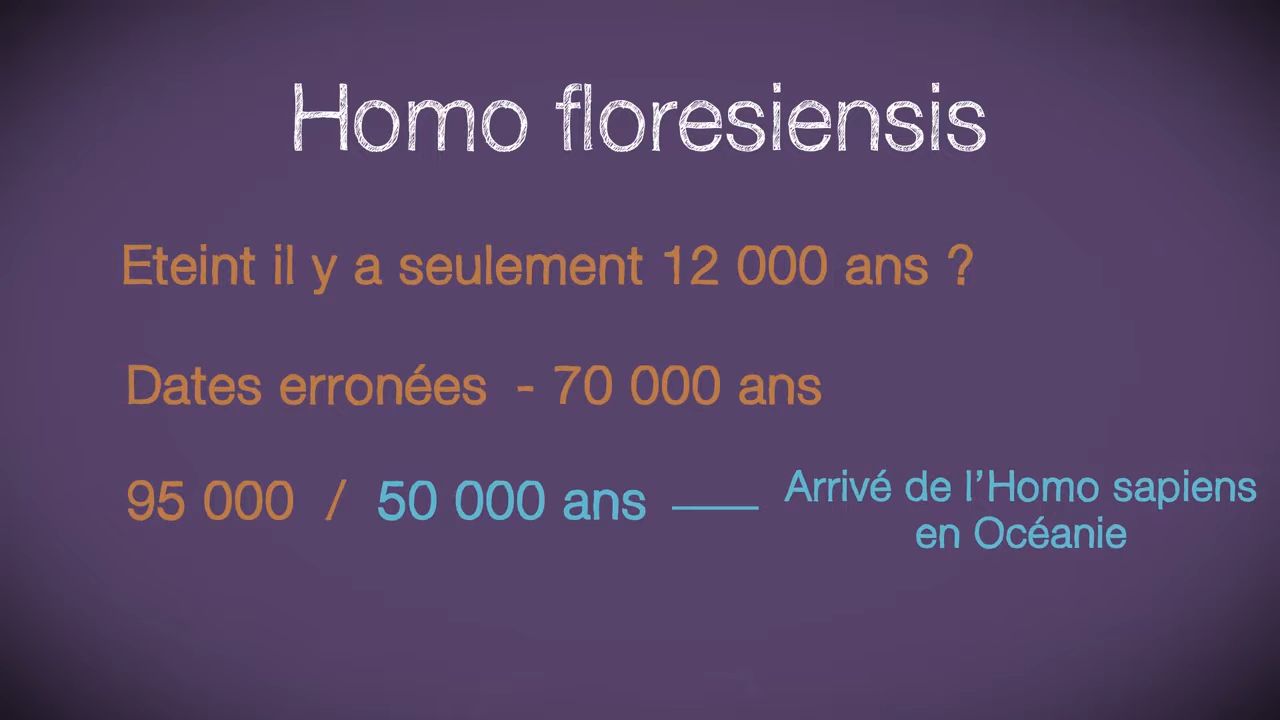 Homo floresiensis
Eteint il y a seulement 12 000 ans ?
Dates erronées - 70 000 ans
95 000 / 50 000 ans
Arrivé de l’Homo sapiens
en Océanie